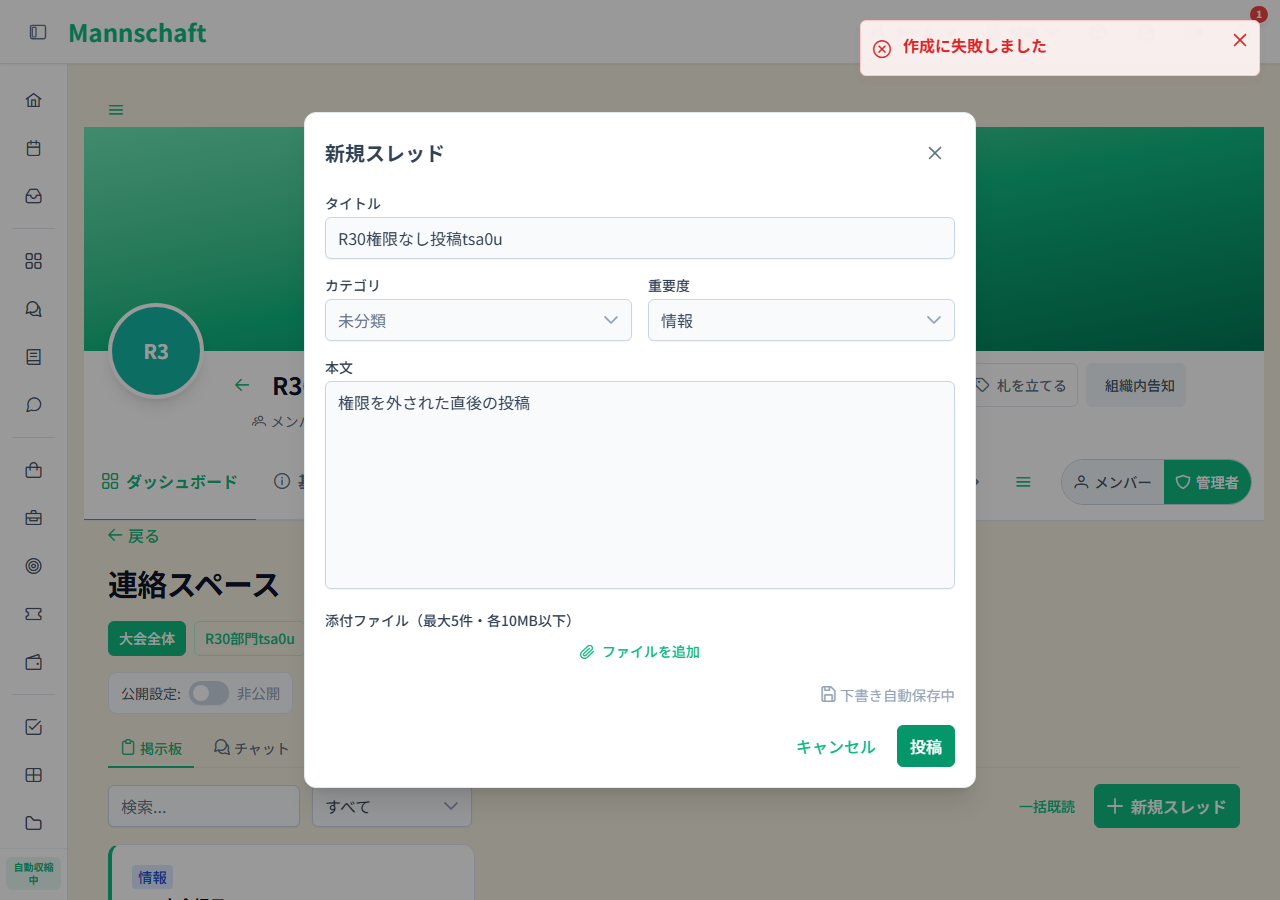 Mannschaft
1
作成に失敗しました
新規スレッド
タイトル
R30権限なし投稿tsa0u
カテゴリ
重要度
未分類
情報
本文
権限を外された直後の投稿
添付ファイル（最大5件・各10MB以下）
ファイルを追加
下書き自動保存中
キャンセル
投稿
R3
R3
札を立てる
組織内告知
ダッシュボード
メンバー
管理者
戻る
連絡スペース
大会全体
R30部門tsa0u
公開設定:
非公開
掲示板
チャット
検索...
すべて
一括既読
新規スレッド
情報
自動収縮
中